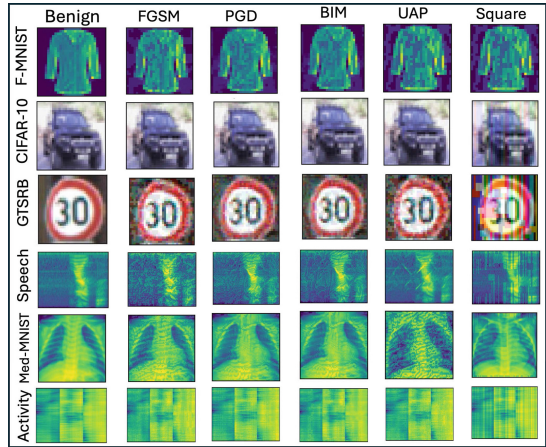 Benign FGSM PGD BIM UAP Square
F-MNIST
CIFAR-10
GTSRB
30 30 30 30 30 30
Speech
Med-MNIST
Activity